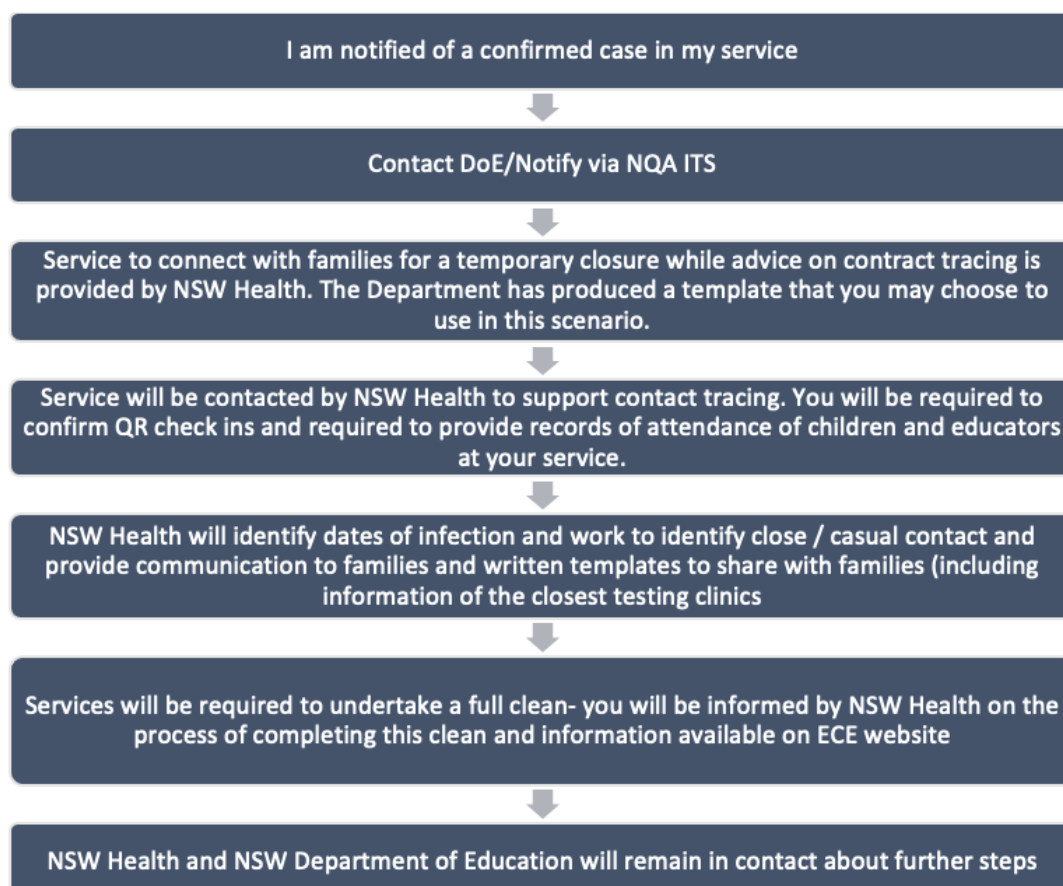 I am notified of a confirmed case in my service
Contact DoE/Notify via NQA ITS
Service to connect with families for a temporary closure while advice on contract tracing is
provided by NSW Health. The Department has produced a template that you may choose to
use in this scenario.
Service will be contacted by NSW Health to support contact tracing. You will be required to
confirm QR check ins and required to provide records of attendance of children and educators
at your service.
NSW Health will identify dates of infection and work to identify close / casual contact and
provide communication to families and written templates to share with families (including
information of the closest testing clinics
Services will be required to undertake a full clean- you will be informed by NSW Health on the
process of completing this clean and information available on ECE website
NSW Health and NSW Department of Education will remain in contact about further steps